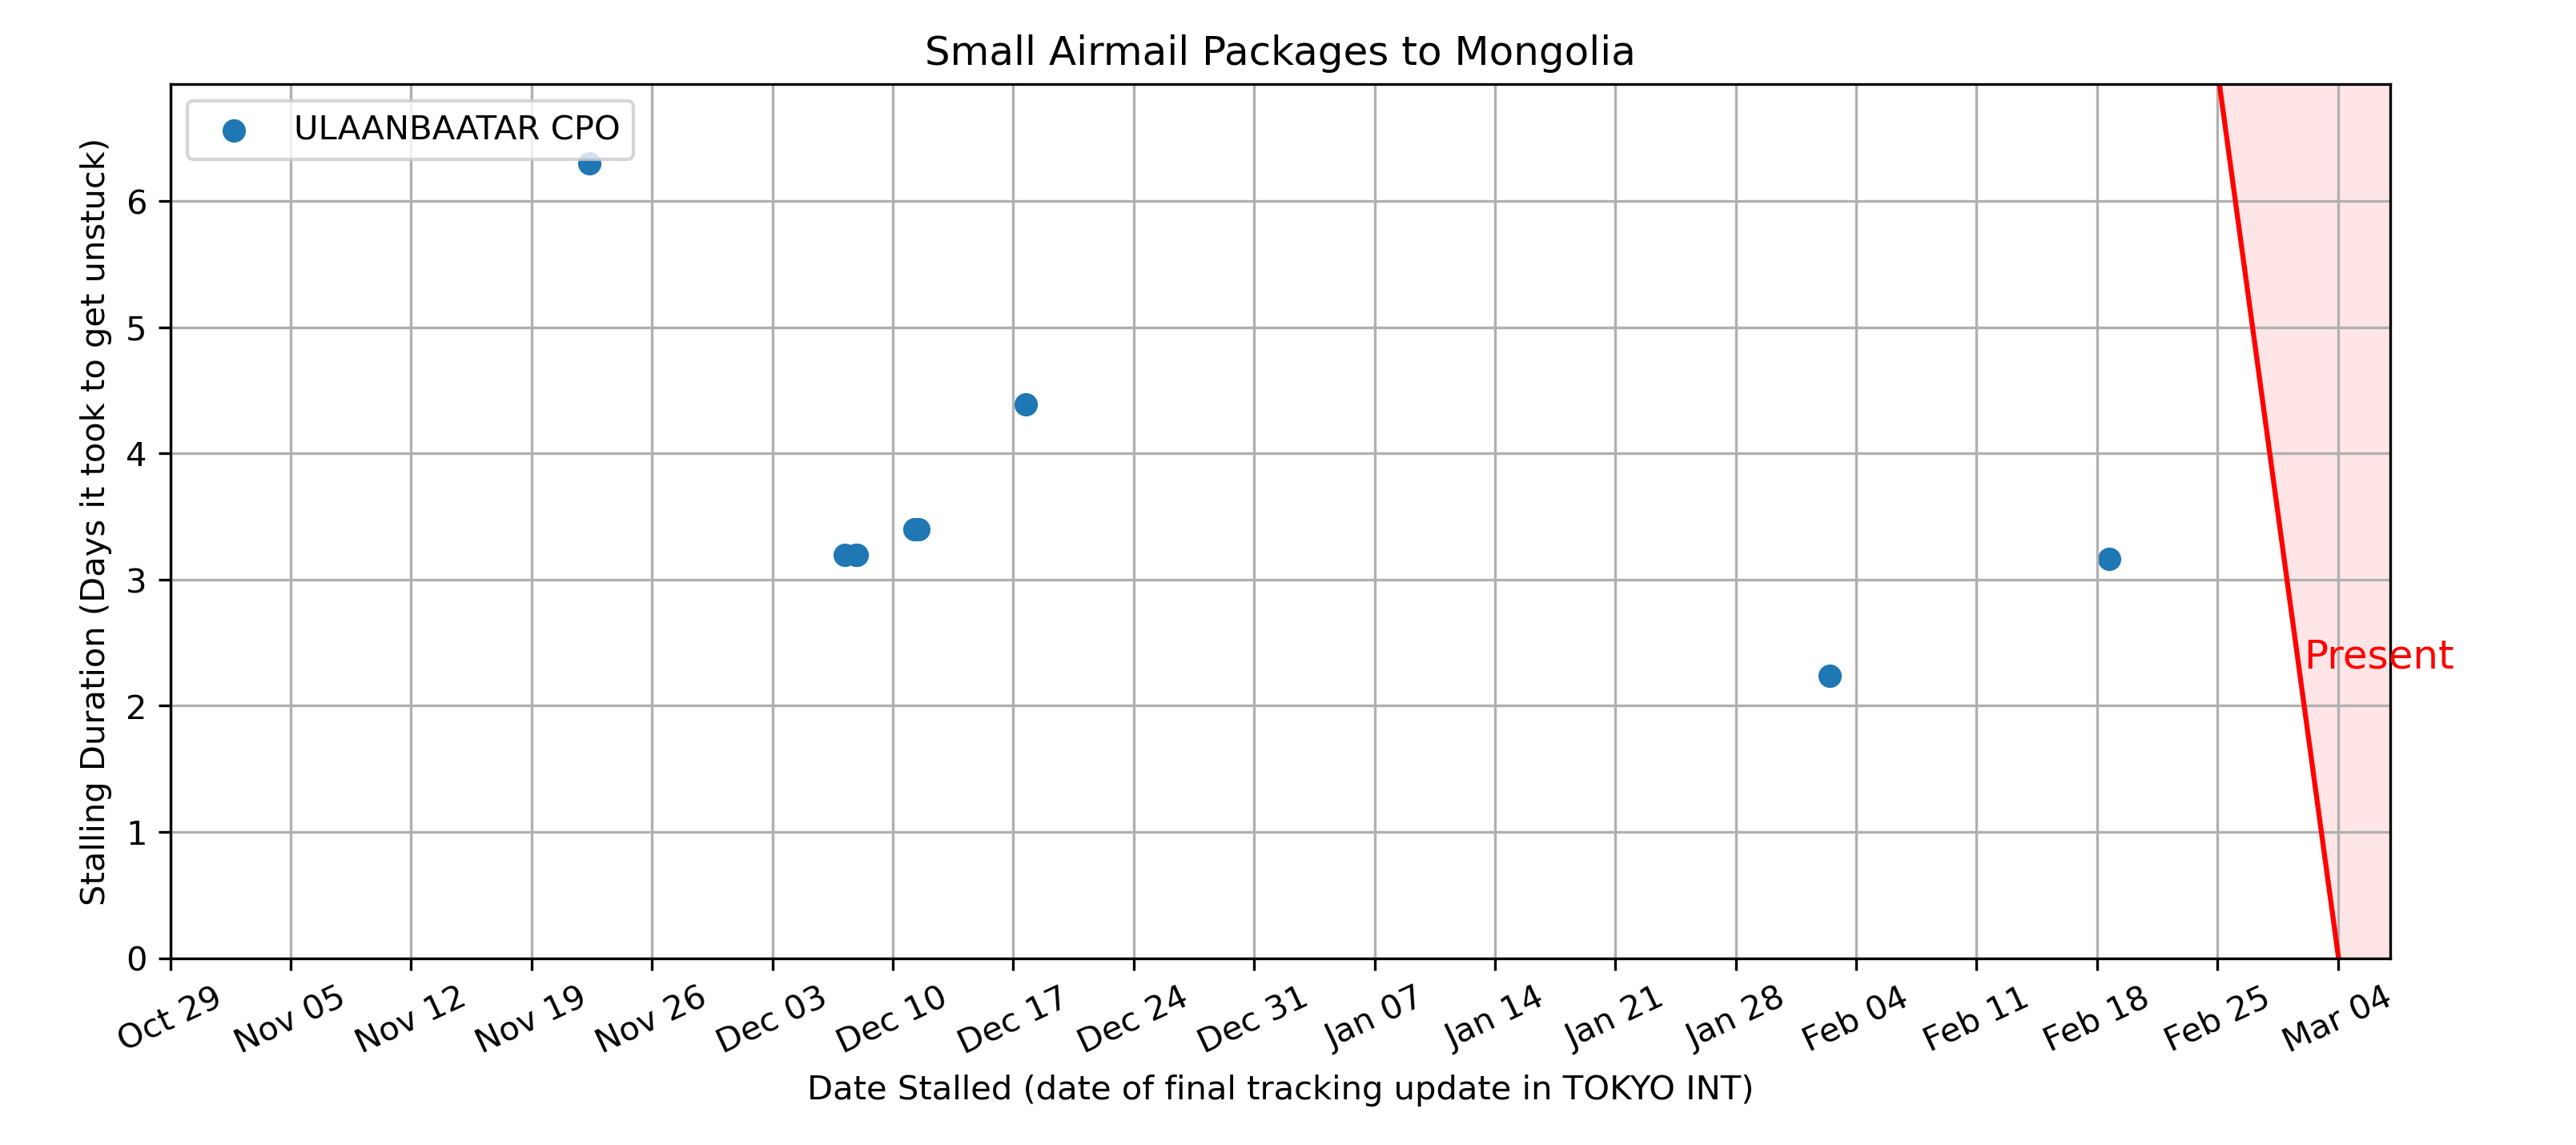 Small Airmail Packages to Mongolia
ULAANBAATAR CPO
Stalling Duration (Days it took to get unstuck)
6
5
4
3
2
1
0
Present
Oct 29
Nov 05
Nov 12
Nov 19
Nov 26
Dec 03
Dec 10
Dec 17
Dec 24
Dec 31
Jan 07
Jan 14
Jan 21
Jan 28
Feb 04
Feb 11
Feb 18
Feb 25
Mar 04
Date Stalled (date of final tracking update in TOKYO INT)